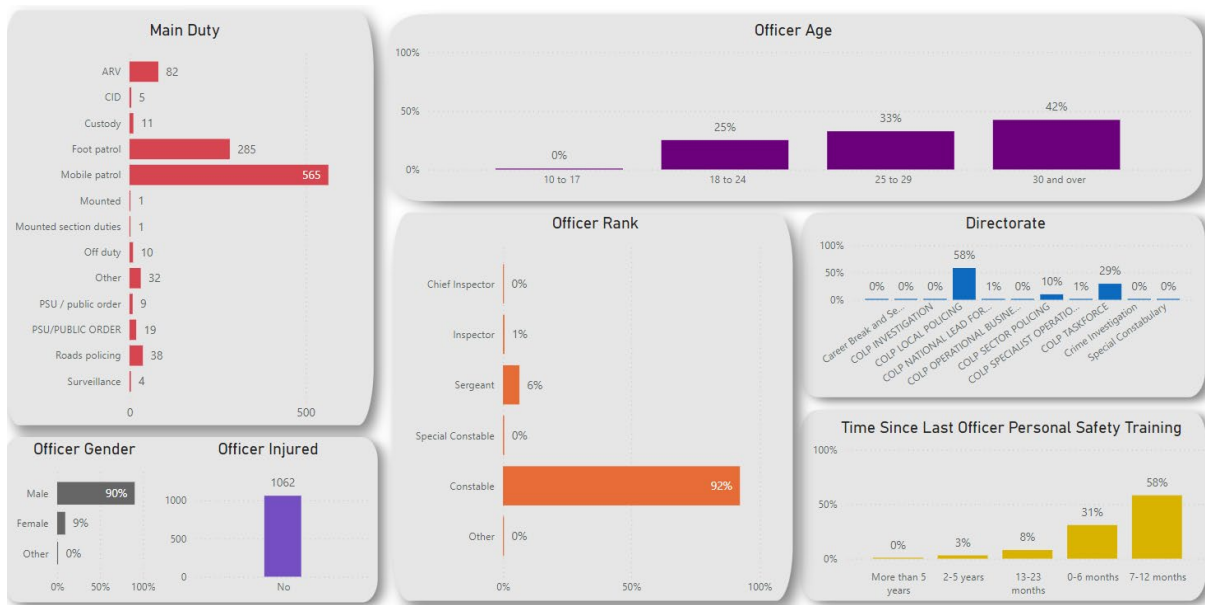 Main Duty
ARV
82
CID
5
Custody
11
Foot patrol
285
Mobile patrol
565
Mounted
1
Mounted section duties
1
Off duty
10
Other
32
PSU / public order
9
PSU/PUBLIC ORDER
19
Roads policing
38
Surveillance
4
0
500
Officer Age
100%
50%
0%
0%
25%
33%
42%
10 to 17
18 to 24
25 to 29
30 and over
Officer Rank
Chief Inspector
0%
Inspector
1%
Sergeant
6%
Special Constable
0%
Constable
92%
Other
0%
0%
50%
100%
Directorate
100%
50%
0%
0%
0%
0%
58%
1%
0%
10%
1%
29%
0%
0%
Career Break and Se...
COLP INVESTIGATION
COLP LOCAL POLICING
COLP NATIONAL LEAD FOR...
COLP OPERATIONAL BUSINE...
COLP SECTOR POLICING
COLP SPECIALIST OPERATIO...
COLP TASKFORCE
Crime Investigation
Special Constabulary
Officer Gender
Male
90%
Female
9%
Other
0%
0%
50%
100%
Officer Injured
1062
1000
500
0
No
Time Since Last Officer Personal Safety Training
100%
50%
0%
0%
3%
8%
31%
58%
More than 5
years
2-5 years
13-23
months
0-6 months
7-12 months